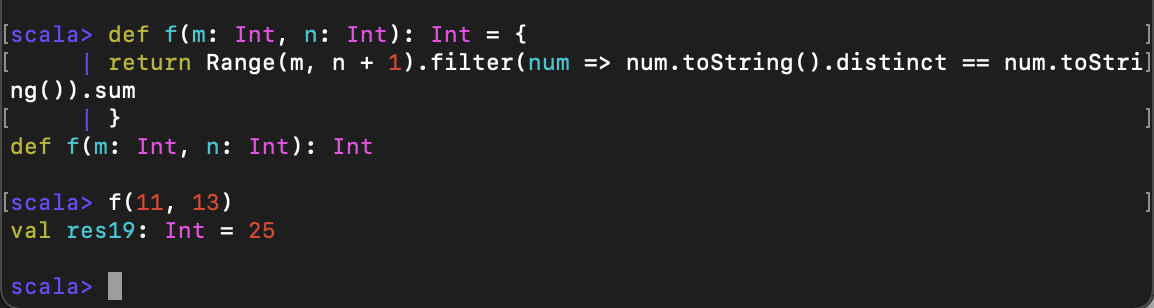 [scala> def f(m: Int, n: Int): Int = { ]
[     | return Range(m, n + 1).filter(num => num.toString().distinct == num.toStri]
ng()).sum
[     | } ]
def f(m: Int, n: Int): Int
[scala> f(11, 13) ]
val res19: Int = 25
scala>